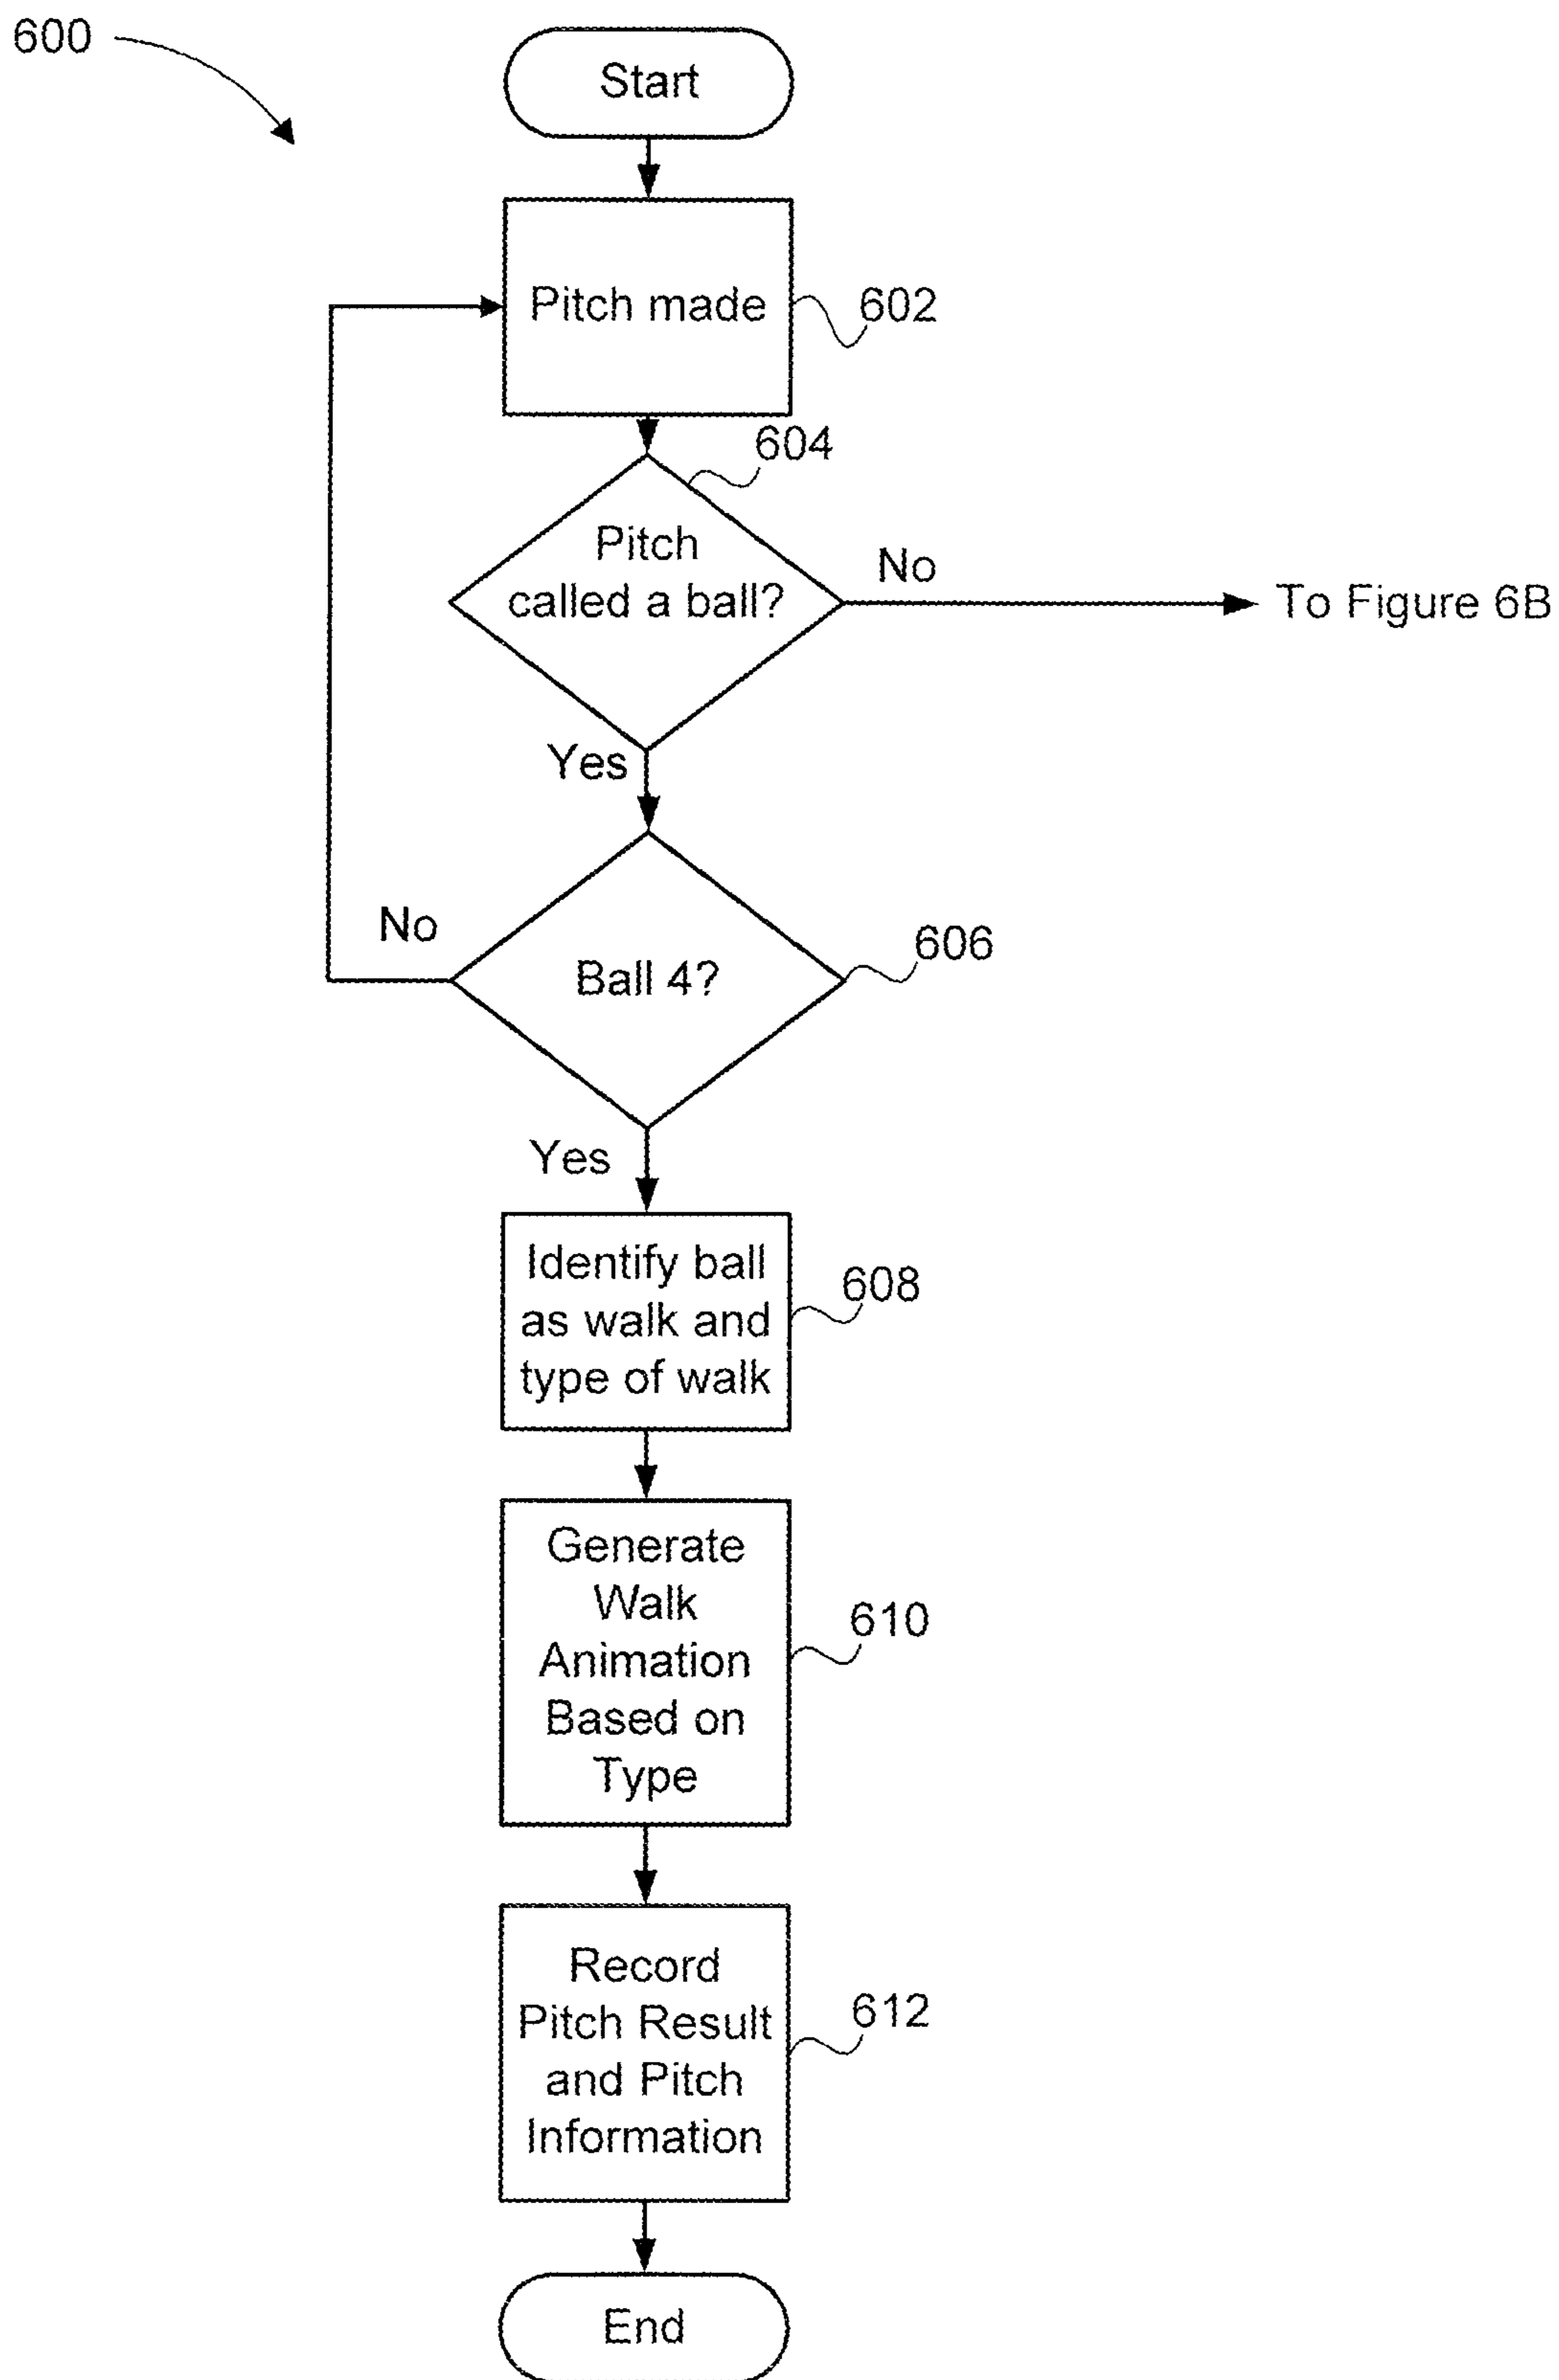 600
Start
Pitch made
602
604
Pitch
called a ball?
No
To Figure 6B
Yes
No
Ball 4?
606
Yes
Identify ball
as walk and
type of walk
608
Generate
Walk
Animation
Based on
Type
610
Record
Pitch Result
and Pitch
Information
612
End